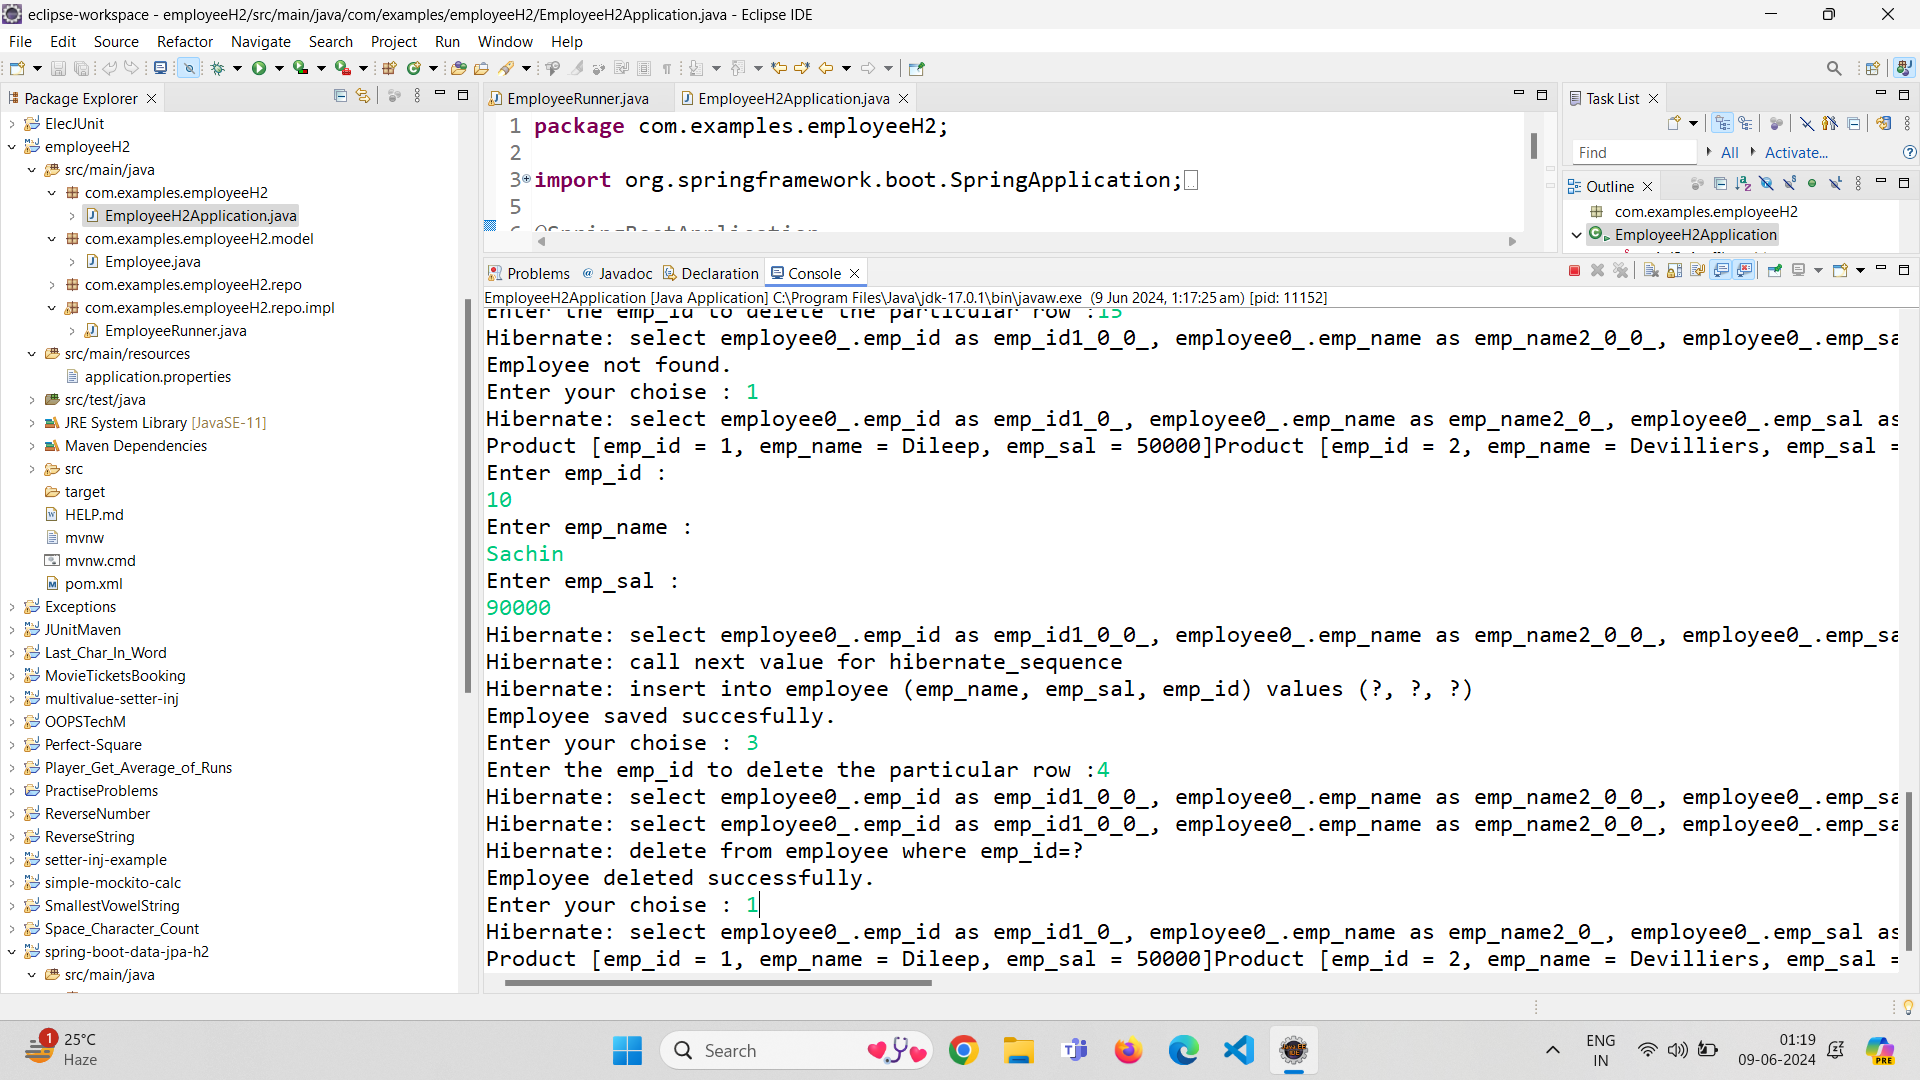 eclipse-workspace - employeeH2/src/main/java/com/examples/employeeH2/EmployeeH2Application.java - Eclipse IDE
File Edit Source Refactor Navigate Search Project Run Window Help
Package Explorer
ElecJUnit
employeeH2
src/main/java
com.examples.employeeH2
EmployeeH2Application.java
com.examples.employeeH2.model
Employee.java
com.examples.employeeH2.repo
com.examples.employeeH2.repo.impl
EmployeeRunner.java
src/main/resources
application.properties
src/test/java
JRE System Library [JavaSE-11]
Maven Dependencies
src
target
HELP.md
mvnw
mvnw.cmd
pom.xml
Exceptions
JUnitMaven
Last_Char_In_Word
MovieTicketsBooking
multivalue-setter-inj
OOPSTechM
Perfect-Square
Player_Get_Average_of_Runs
PractiseProblems
ReverseNumber
ReverseString
setter-inj-example
simple-mockito-calc
SmallestVowelString
Space_Character_Count
spring-boot-data-jpa-h2
src/main/java
EmployeeRunner.java EmployeeH2Application.java
1 package com.examples.employeeH2;
2
3 import org.springframework.boot.SpringApplication;
5
6 @SpringBootApplication
Task List
Find All Activate...
Outline
com.examples.employeeH2
EmployeeH2Application
Problems Javadoc Declaration Console
EmployeeH2Application [Java Application] C:\Program Files\Java\jdk-17.0.1\bin\javaw.exe (9 Jun 2024, 1:17:25 am) [pid: 11152]
Enter the emp_id to delete the particular row :15
Hibernate: select employee0_.emp_id as emp_id1_0_0_, employee0_.emp_name as emp_name2_0_0_, employee0_.emp_sa
Employee not found.
Enter your choise : 1
Hibernate: select employee0_.emp_id as emp_id1_0_, employee0_.emp_name as emp_name2_0_, employee0_.emp_sal as
Product [emp_id = 1, emp_name = Dileep, emp_sal = 50000]Product [emp_id = 2, emp_name = Devilliers, emp_sal =
Enter emp_id :
10
Enter emp_name :
Sachin
Enter emp_sal :
90000
Hibernate: select employee0_.emp_id as emp_id1_0_0_, employee0_.emp_name as emp_name2_0_0_, employee0_.emp_sa
Hibernate: call next value for hibernate_sequence
Hibernate: insert into employee (emp_name, emp_sal, emp_id) values (?, ?, ?)
Employee saved succesfully.
Enter your choise : 3
Enter the emp_id to delete the particular row :4
Hibernate: select employee0_.emp_id as emp_id1_0_0_, employee0_.emp_name as emp_name2_0_0_, employee0_.emp_sa
Hibernate: select employee0_.emp_id as emp_id1_0_0_, employee0_.emp_name as emp_name2_0_0_, employee0_.emp_sa
Hibernate: delete from employee where emp_id=?
Employee deleted successfully.
Enter your choise : 1
Hibernate: select employee0_.emp_id as emp_id1_0_, employee0_.emp_name as emp_name2_0_, employee0_.emp_sal as
Product [emp_id = 1, emp_name = Dileep, emp_sal = 50000]Product [emp_id = 2, emp_name = Devilliers, emp_sal =
1
25°C
Haze
Search
ENG
IN
01:19
09-06-2024
PRE